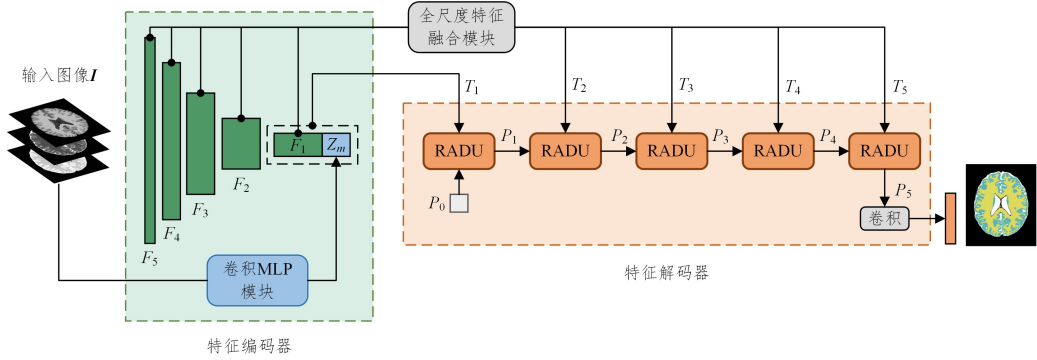 全尺度特征
融合模块
输入图像I
T1
T2
T3
T4
T5
F1
Zm
RADU
P1
RADU
P2
RADU
P3
RADU
P4
RADU
F2
F3
P0
P5
F4
卷积
F5
卷积MLP
模块
特征解码器
特征编码器